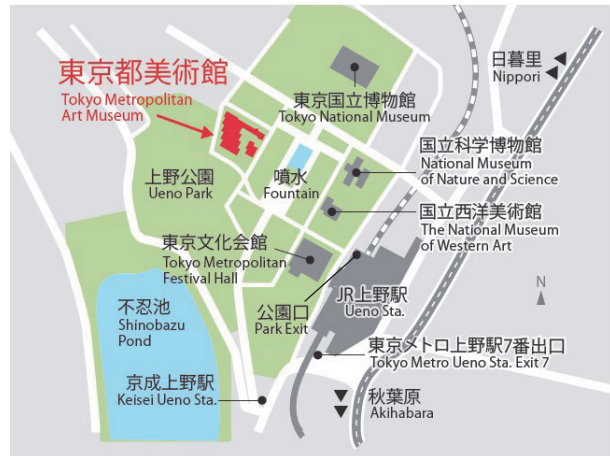 東京都美術館
Tokyo Metropolitan
Art Museum
日暮里
Nippori
東京国立博物館
Tokyo National Museum
国立科学博物館
National Museum
of Nature and Science
上野公園
Ueno Park
噴水
Fountain
国立西洋美術館
The National Museum
of Western Art
東京文化会館
Tokyo Metropolitan
Festival Hall
N
不忍池
Shinobazu
Pond
公園口
Park Exit
JR上野駅
Ueno Sta.
東京メトロ上野駅7番出口
Tokyo Metro Ueno Sta. Exit 7
京成上野駅
Keisei Ueno Sta.
秋葉原
Akihabara